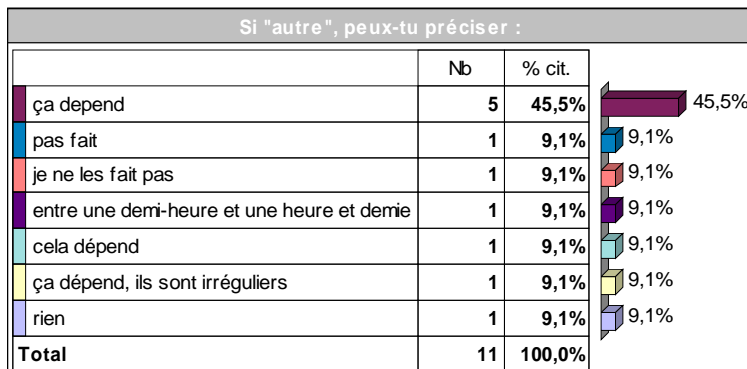 Si "autre", peux-tu préciser :
Nb % cit.
ça depend 5 45,5% 45,5%
pas fait 1 9,1% 9,1%
je ne les fait pas 1 9,1% 9,1%
entre une demi-heure et une heure et demie 1 9,1% 9,1%
cela dépend 1 9,1% 9,1%
ça dépend, ils sont irréguliers 1 9,1% 9,1%
rien 1 9,1% 9,1%
Total 11 100,0%